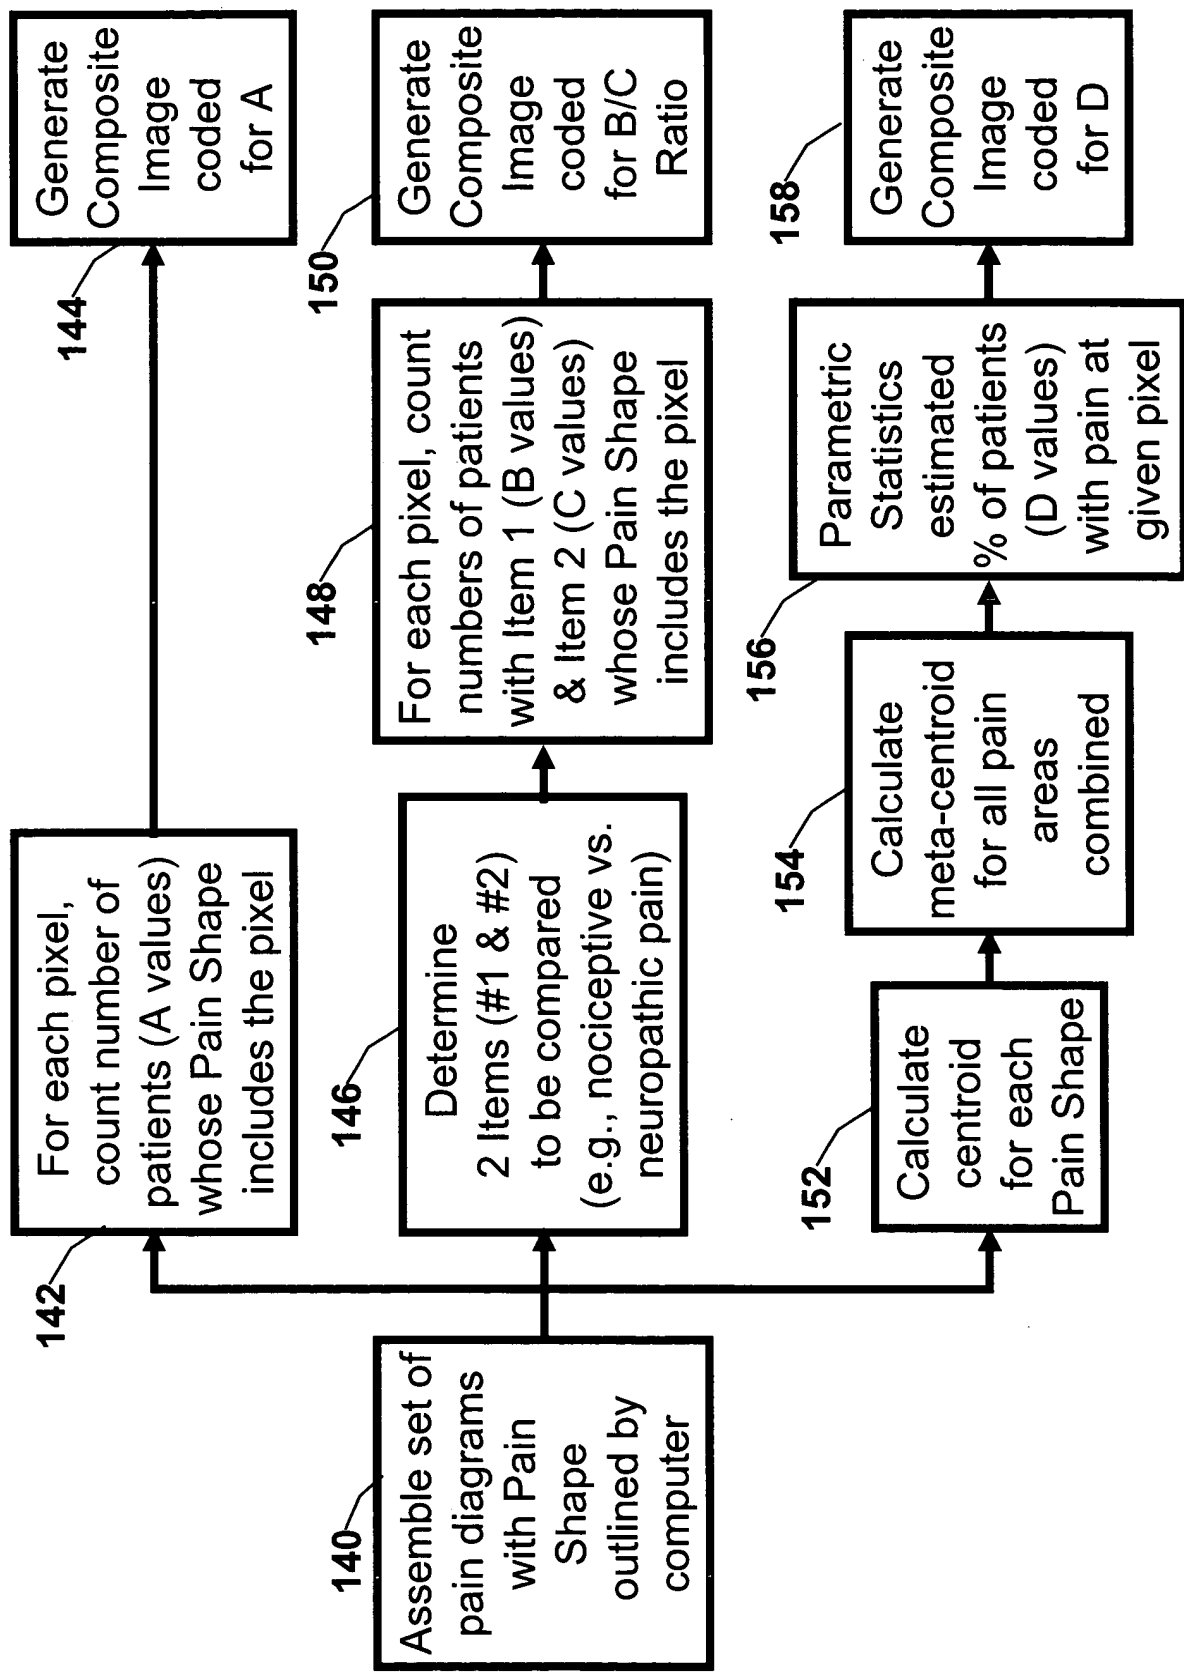 140
Assemble set of
pain diagrams
with Pain
Shape
outlined by
computer
142
For each pixel,
count number of
patients (A values)
whose Pain Shape
includes the pixel
144
Generate
Composite
Image
coded
for A
146
Determine
2 Items (#1 & #2)
to be compared
(e.g., nociceptive vs.
neuropathic pain)
148
For each pixel, count
numbers of patients
with Item 1 (B values)
& Item 2 (C values)
whose Pain Shape
includes the pixel
150
Generate
Composite
Image
coded
for B/C
Ratio
152
Calculate
centroid
for each
Pain Shape
154
Calculate
meta-centroid
for all pain
areas
combined
156
Parametric
Statistics
estimated
% of patients
(D values)
with pain at
given pixel
158
Generate
Composite
Image
coded
for D